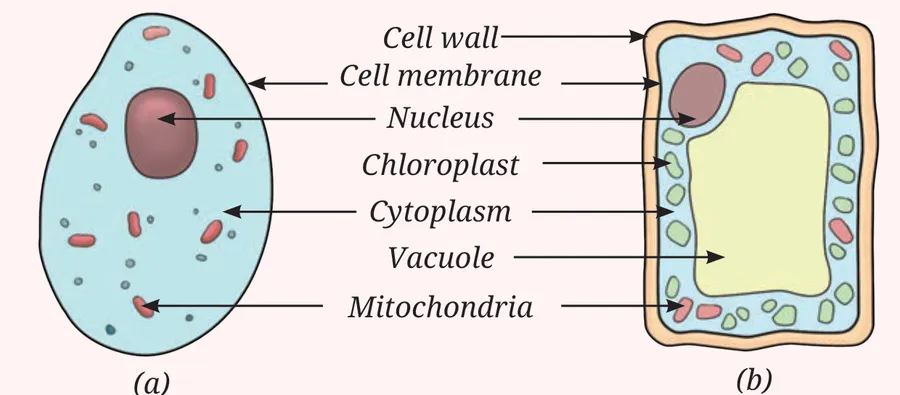 Cell wall
Cell membrane
Nucleus
Chloroplast
Cytoplasm
Vacuole
Mitochondria
(a)
(b)